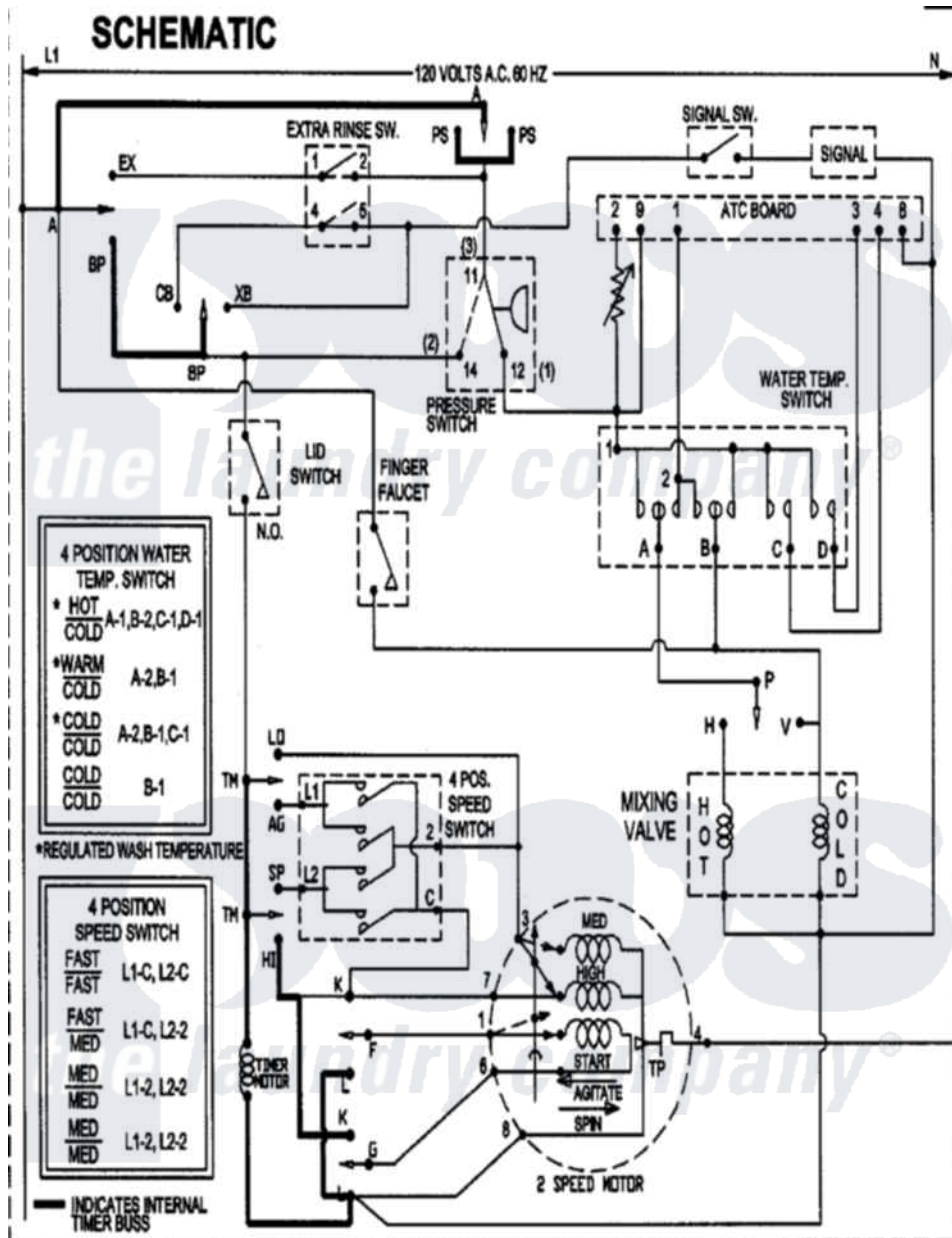 SCHEMATIC
L1
N
120 VOLTS A.C. 60 HZ
A
SIGNAL SW.
EXTRA RINSE SW.
PS
PS
SIGNAL
EX
1
2
2
9
1
ATC BOARD
3
4
8
A
4
5
BP
(3)
11
CB
XB
(2)
14
12
(1)
BP
PRESSURE
SWITCH
WATER TEMP.
SWITCH
LID
SWITCH
FINGER
FAUCET
1
2
the laundry company®
N.O.
A
B
C
D
4 POSITION WATER
TEMP. SWITCH
* HOT
COLD
A-1,B-2,C-1,D-1
*WARM
COLD
A-2,B-1
* COLD
COLD
A-2,B-1,C-1
COLD
COLD
B-1
*REGULATED WASH TEMPERATURE
P
H
V
LO
TM
L1
4 POS.
SPEED
SWITCH
AG
2
MIXING
VALVE
HOT
COLD
SP
L2
C
TM
4 POSITION
SPEED SWITCH
FAST
FAST
L1-C, L2-C
FAST
MED
L1-C, L2-2
MED
MED
L1-2, L2-2
MED
MED
L1-2, L2-2
HI
3
MED
K
7
HIGH
1
F
START
TP
4
the laundry company®
TIMER
MOTOR
L
6
AGITATE
K
SPIN
8
G
2 SPEED MOTOR
L
INDICATES INTERNAL
TIMER BUSS